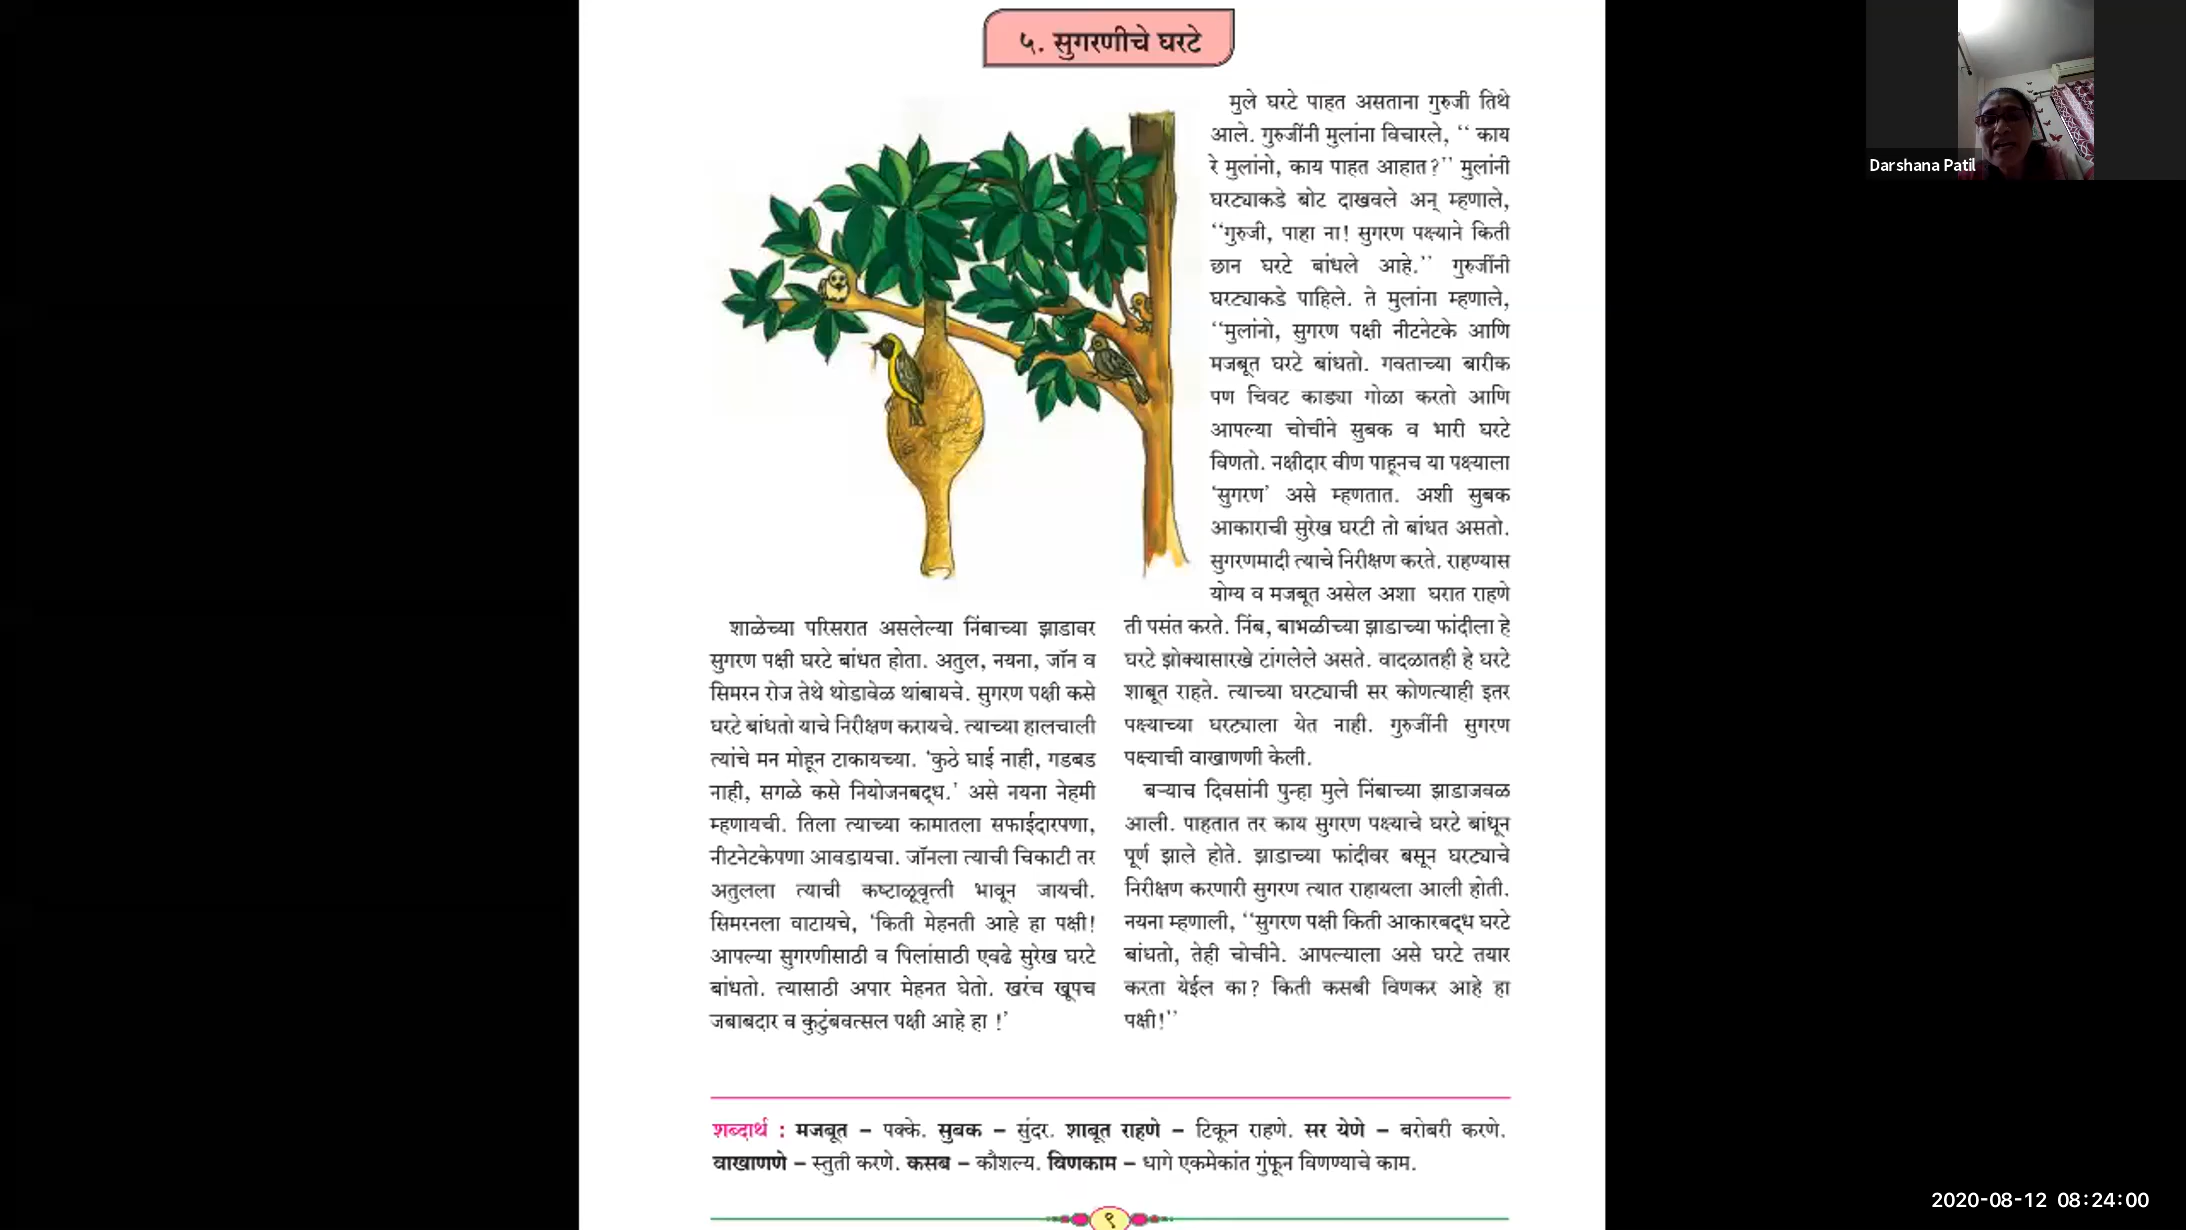 ५. सुगरणीचे घरटे
शाळेच्या परिसरात असलेल्या निंबाच्या झाडावर
सुगरण पक्षी घरटे बांधत होता. अतुल, नयना, जॉन व
सिमरन रोज तेथे थोडावेळ थांबायचे. सुगरण पक्षी कसे
घरटे बांधतो याचे निरीक्षण करायचे. त्याच्या हालचाली
त्यांचे मन मोहून टाकायच्या. ‘कुठे घाई नाही, गडबड
नाही, सगळे कसे नियोजनबद्ध.’ असे नयना नेहमी
म्हणायची. तिला त्याच्या कामातला सफाईदारपणा,
नीटनेटकेपणा आवडायचा. जॉनला त्याची चिकाटी तर
अतुलला त्याची कष्टाळूवृत्ती भावून जायची.
सिमरनला वाटायचे, ‘किती मेहनती आहे हा पक्षी!
आपल्या सुगरणीसाठी व पिलांसाठी एवढे सुरेख घरटे
बांधतो. त्यासाठी अपार मेहनत घेतो. खरंच खूपच
जबाबदार व कुटुंबवत्सल पक्षी आहे हा !’
मुले घरटे पाहत असताना गुरुजी तिथे
आले. गुरुजींनी मुलांना विचारले, ‘‘ काय
रे मुलांनो, काय पाहत आहात?’’ मुलांनी
घरट्याकडे बोट दाखवले अन् म्हणाले,
‘‘गुरुजी, पाहा ना! सुगरण पक्ष्याने किती
छान घरटे बांधले आहे.’’ गुरुजींनी
घरट्याकडे पाहिले. ते मुलांना म्हणाले,
‘‘मुलांनो, सुगरण पक्षी नीटनेटके आणि
मजबूत घरटे बांधतो. गवताच्या बारीक
पण चिवट काड्या गोळा करतो आणि
आपल्या चोचीने सुबक व भारी घरटे
विणतो. नक्षीदार वीण पाहूनच या पक्ष्याला
‘सुगरण’ असे म्हणतात. अशी सुबक
आकाराची सुरेख घरटी तो बांधत असतो.
सुगरणमादी त्याचे निरीक्षण करते. राहण्यास
योग्य व मजबूत असेल अशा घरात राहणे
ती पसंत करते. निंब, बाभळीच्या झाडाच्या फांदीला हे
घरटे झोक्यासारखे टांगलेले असते. वादळातही हे घरटे
शाबूत राहते. त्याच्या घरट्याची सर कोणत्याही इतर
पक्ष्याच्या घरट्याला येत नाही. गुरुजींनी सुगरण
पक्ष्याची वाखाणणी केली.
बऱ्याच दिवसांनी पुन्हा मुले निंबाच्या झाडाजवळ
आली. पाहतात तर काय सुगरण पक्ष्याचे घरटे बांधून
पूर्ण झाले होते. झाडाच्या फांदीवर बसून घरट्याचे
निरीक्षण करणारी सुगरण त्यात राहायला आली होती.
नयना म्हणाली, ‘‘सुगरण पक्षी किती आकारबद्ध घरटे
बांधतो, तेही चोचीने. आपल्याला असे घरटे तयार
करता येईल का? किती कसबी विणकर आहे हा
पक्षी!’’
शब्दार्थ : मजबूत – पक्के. सुबक – सुंदर. शाबूत राहणे – टिकून राहणे. सर येणे – बरोबरी करणे.
वाखाणणे – स्तुती करणे. कसब – कौशल्य. विणकाम – धागे एकमेकांत गुंफून विणण्याचे काम.
९
Darshana Patil
2020-08-12 08:24:00